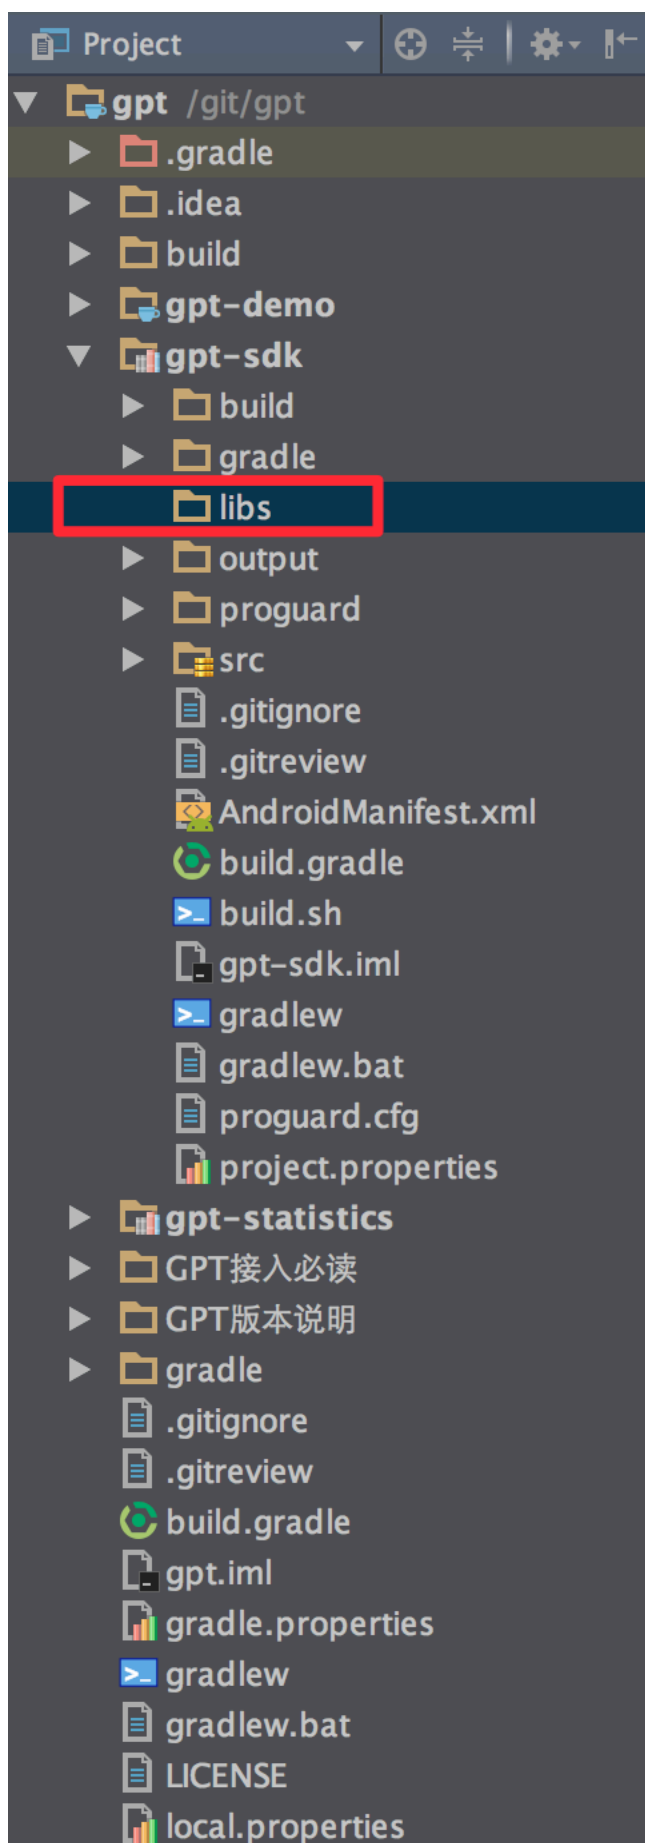 Project
gpt /git/gpt
.gradle
.idea
build
gpt-demo
gpt-sdk
build
gradle
libs
output
proguard
src
.gitignore
.gitreview
AndroidManifest.xml
build.gradle
build.sh
gpt-sdk.iml
gradlew
gradlew.bat
proguard.cfg
project.properties
gpt-statistics
GPT接入必读
GPT版本说明
gradle
.gitignore
.gitreview
build.gradle
gpt.iml
gradle.properties
gradlew
gradlew.bat
LICENSE
local.properties